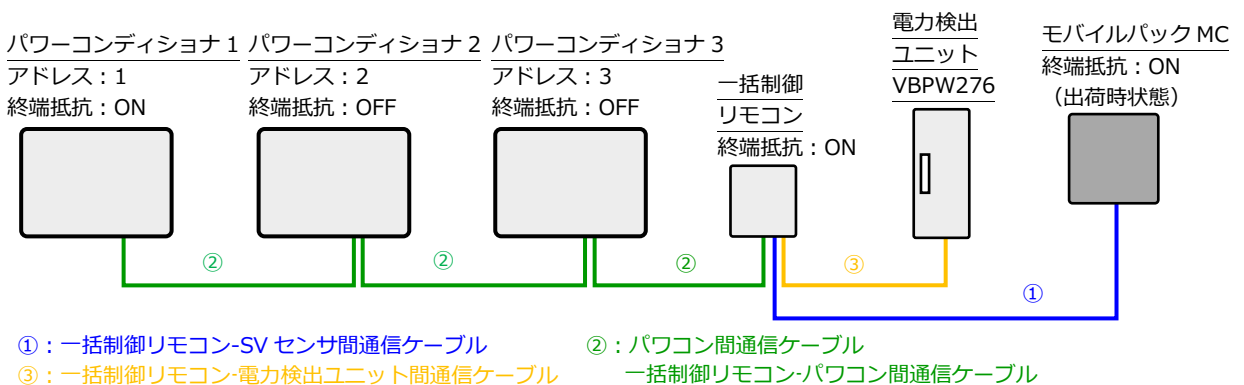 パワーコンディショナ1
アドレス：1
終端抵抗：ON
パワーコンディショナ2
アドレス：2
終端抵抗：OFF
パワーコンディショナ3
アドレス：3
終端抵抗：OFF
一括制御
リモコン
終端抵抗：ON
電力検出
ユニット
VBPW276
モバイルパックMC
終端抵抗：ON
（出荷時状態）
②
②
②
③
①
①：一括制御リモコン-SVセンサ間通信ケーブル
②：パワコン間通信ケーブル
③：一括制御リモコン-電力検出ユニット間通信ケーブル
一括制御リモコン-パワコン間通信ケーブル